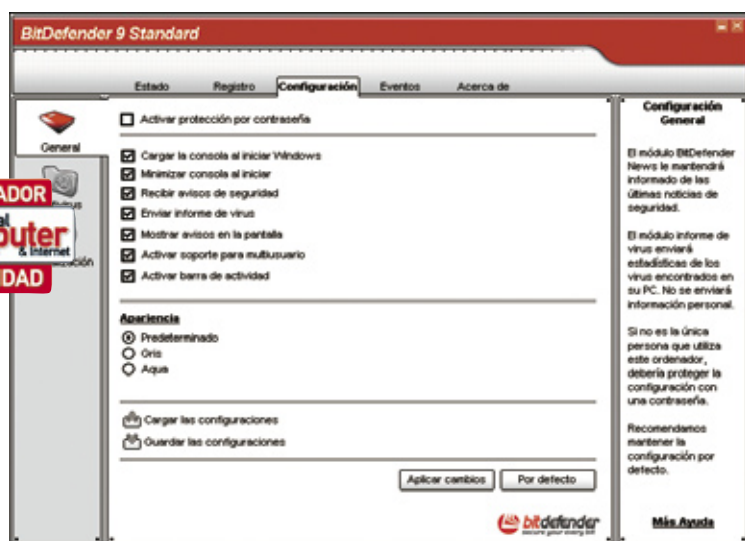 BitDefender 9 Standard
Estado
Registro
Configuración
Eventos
Acerca de
General
ADOR
puter
& Internet
IDAD
Activar protección por contraseña
Cargar la consola al iniciar Windows
Minimizar consola al iniciar
Recibir avisos de seguridad
Enviar informe de virus
Mostrar avisos en la pantalla
Activar soporte para multiusuario
Activar barra de actividad
Apariencia
Predeterminado
Gris
Aqua
Cargar las configuraciones
Guardar las configuraciones
Aplicar cambios
Por defecto
bitdefender
secure your every bit
Configuración
General
El módulo BitDefender
News le mantendrá
informado de las
últimas noticias de
seguridad.
El módulo informe de
virus enviará
estadísticas de los
virus encontrados en
su PC. No se enviará
información personal.
Si no es la única
persona que utiliza
este ordenador,
debería proteger la
configuración con
una contraseña.
Recomendamos
mantener la
configuración por
defecto.
Más Ayuda